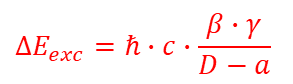 ΔE_exc = ħ · c · (β · γ)/(D − a)